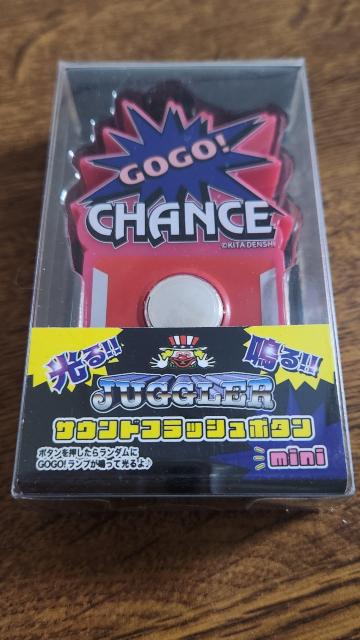 GOGO!
CHANCE
©KITA DENSHI
光る!! 鳴る!!!
JUGGLER
サウンドフラッシュボタン
ボタンを押したらランダムに
GOGO!ランプが鳴って光るよ♪
mini